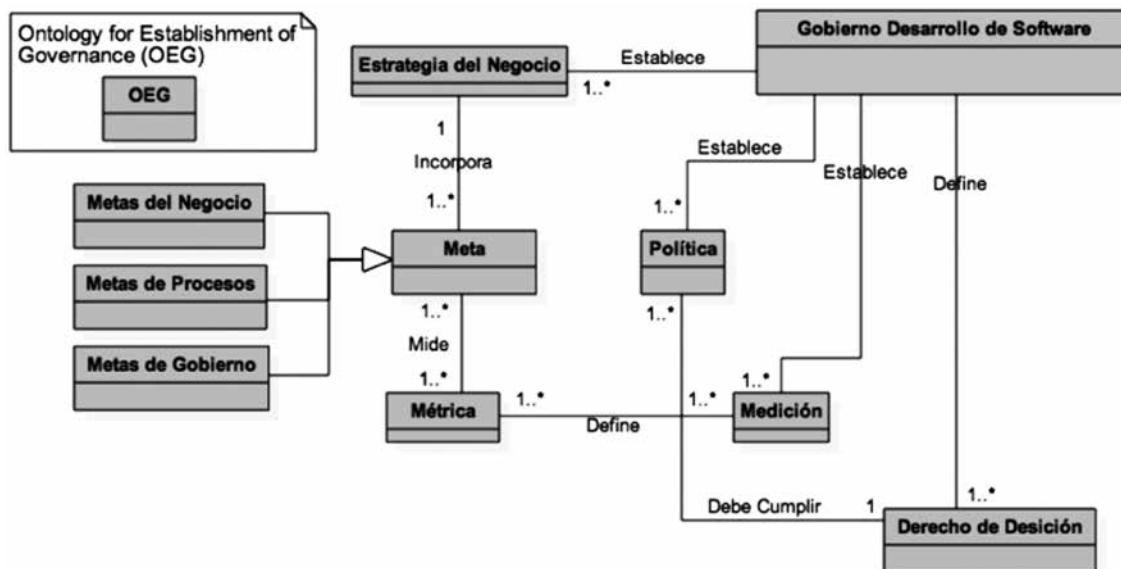 Ontology for Establishment of
Governance (OEG)
OEG
Gobierno Desarrollo de Software
Estrategia del Negocio
Establece
1..*
1
Incorpora
1..*
Establece
1..*
Establece
Define
Metas del Negocio
Metas de Procesos
Metas de Gobierno
Meta
Política
1..*
1..*
Mide
1..*
1..*
Métrica
1..*
Define
1..*
Medición
Debe Cumplir
1
1..*
Derecho de Desición